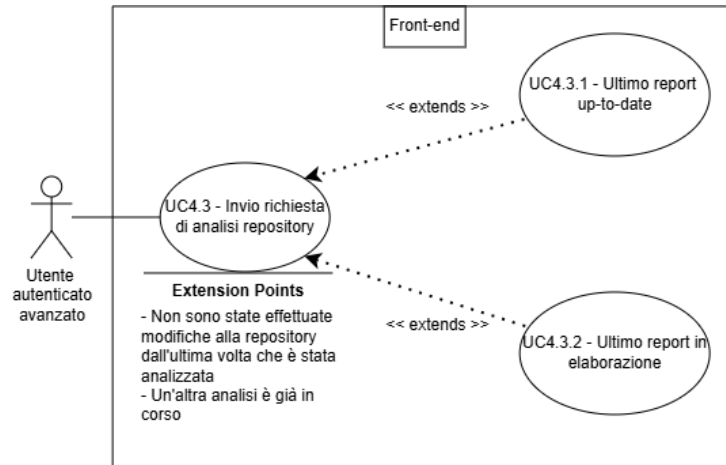 Front-end
UC4.3.1 - Ultimo report
up-to-date
<< extends >>
UC4.3 - Invio richiesta
di analisi repository
Utente
autenticato
avanzato
Extension Points
- Non sono state effettuate
modifiche alla repository
dall'ultima volta che è stata
analizzata
- Un'altra analisi è già in
corso
<< extends >>
UC4.3.2 - Ultimo report in
elaborazione